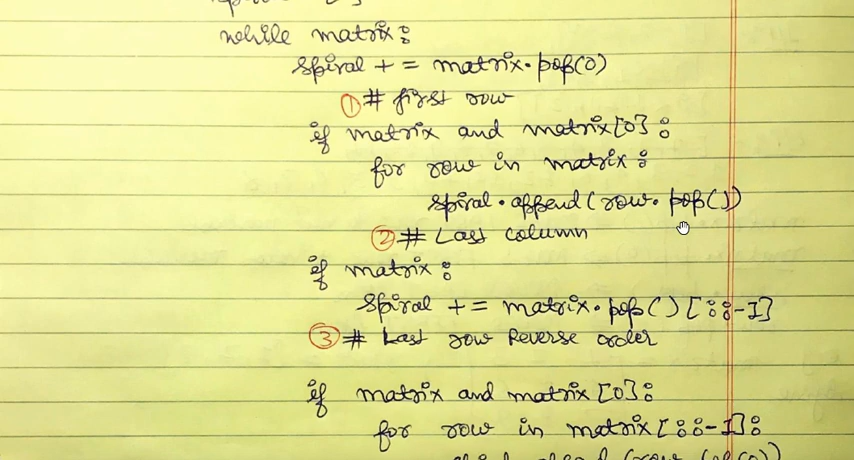 while matrix:
spiral += matrix.pop(0)
① # first row
if matrix and matrix[0]:
for row in matrix:
spiral.append(row.pop())
② # Last column
if matrix:
spiral += matrix.pop()[::-1]
③ # Last row Reverse order
if matrix and matrix[0]:
for row in matrix[::-1]: